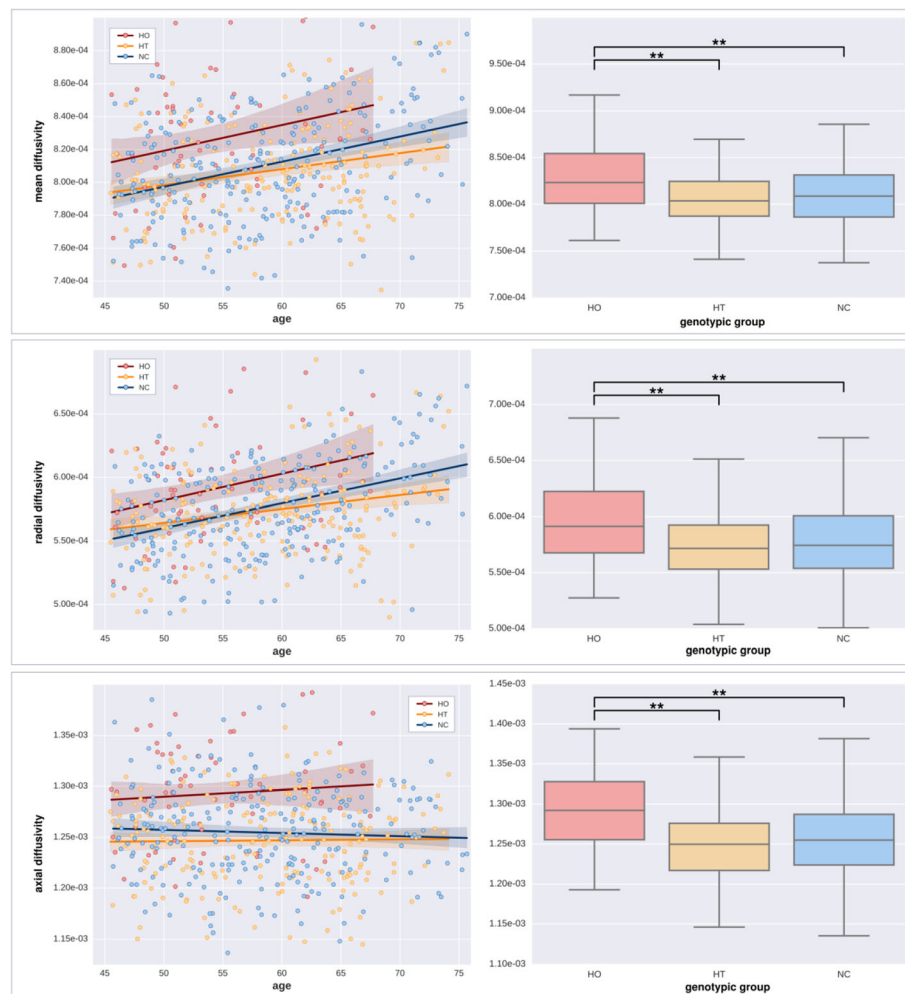 mean diffusivity
8.80e-04
8.60e-04
8.40e-04
8.20e-04
8.00e-04
7.80e-04
7.60e-04
7.40e-04
HO
HT
NC
45 50 55 60 65 70 75
age
9.50e-04
9.00e-04
8.50e-04
8.00e-04
7.50e-04
7.00e-04
**
**
HO HT NC
genotypic group
radial diffusivity
6.50e-04
6.00e-04
5.50e-04
5.00e-04
HO
HT
NC
45 50 55 60 65 70 75
age
7.00e-04
6.50e-04
6.00e-04
5.50e-04
5.00e-04
**
**
HO HT NC
genotypic group
axial diffusivity
1.35e-03
1.30e-03
1.25e-03
1.20e-03
1.15e-03
HO
HT
NC
45 50 55 60 65 70 75
age
1.45e-03
1.40e-03
1.35e-03
1.30e-03
1.25e-03
1.20e-03
1.15e-03
1.10e-03
**
**
HO HT NC
genotypic group